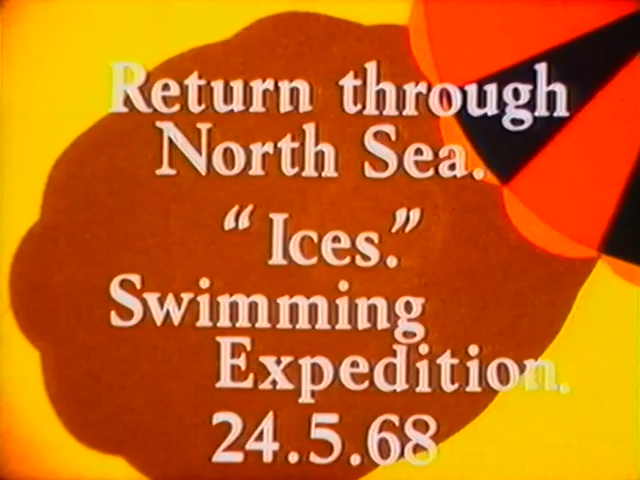 Return through
North Sea.
“Ices.”
Swimming
Expedition.
24.5.68